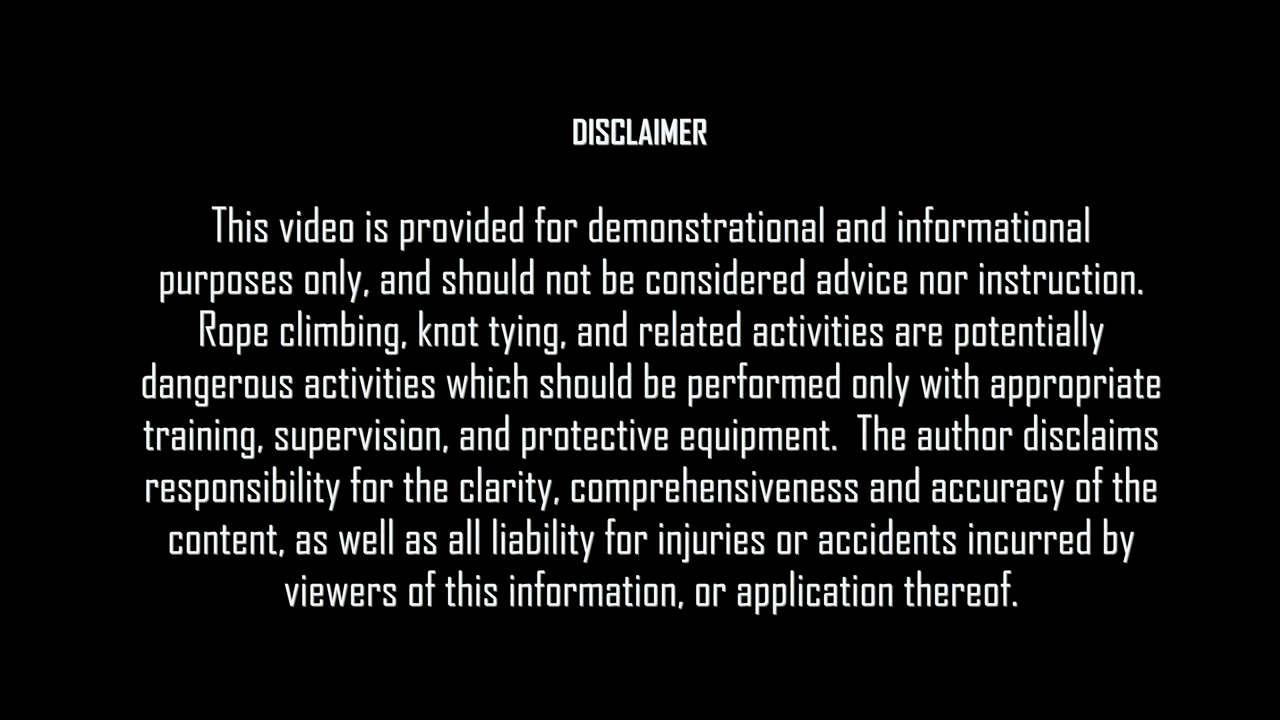 DISCLAIMER
This video is provided for demonstrational and informational
purposes only, and should not be considered advice nor instruction.
Rope climbing, knot tying, and related activities are potentially
dangerous activities which should be performed only with appropriate
training, supervision, and protective equipment.  The author disclaims
responsibility for the clarity, comprehensiveness and accuracy of the
content, as well as all liability for injuries or accidents incurred by
viewers of this information, or application thereof.